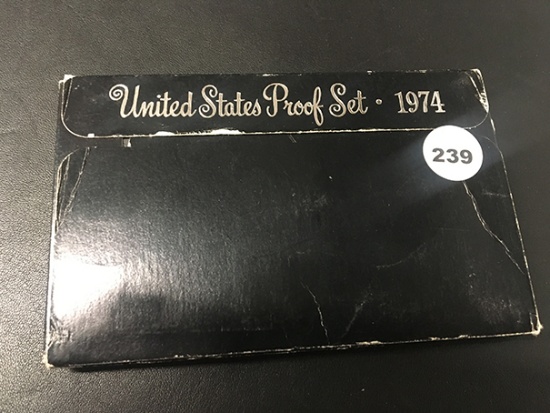 United States Proof Set • 1974
239